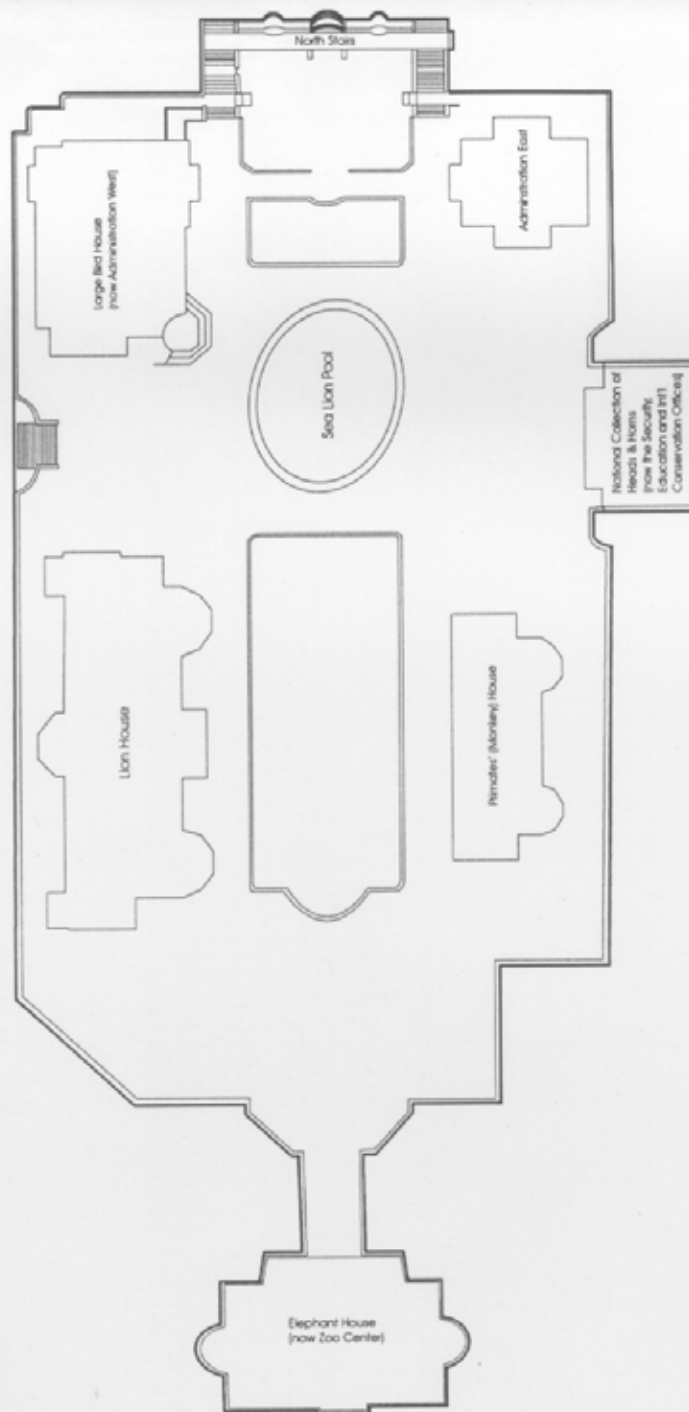 North Stairs
Large Bird House
(now Administration West)
Administration East
Sea Lion Pool
National Collection of
Heads & Horns
(now the Security,
Education and Int'l
Conservation Offices)
Lion House
Primates' (Monkey) House
Elephant House
(now Zoo Center)